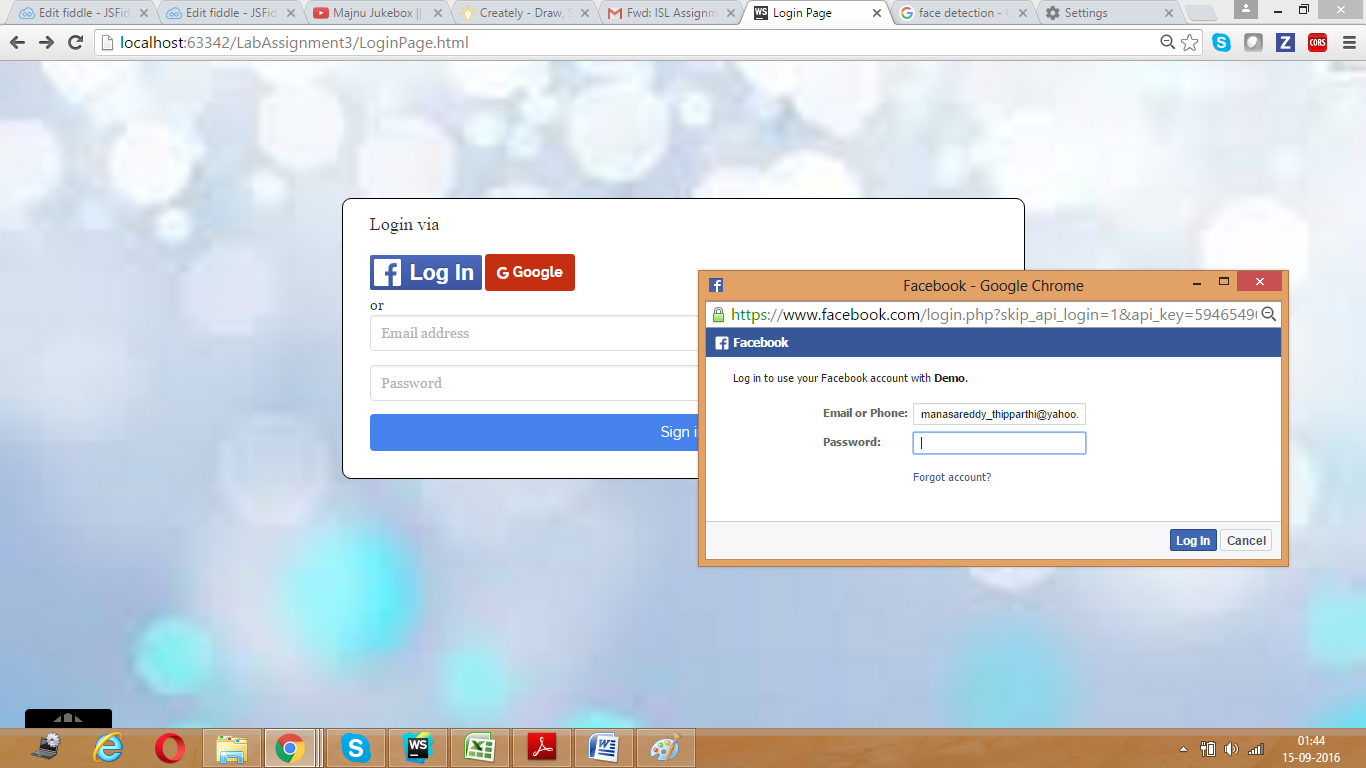 Edit fiddle - JSFid
Edit fiddle - JSFid
Majnu Jukebox ||
Creately - Draw, S
Fwd: ISL Assignm
WS Login Page
face detection - G
Settings
localhost:63342/LabAssignment3/LoginPage.html
S Z CORS
Login via
f Log In
G Google
or
Email address
Password
Sign i
Facebook - Google Chrome
https://www.facebook.com/login.php?skip_api_login=1&api_key=5946549
Facebook
Log in to use your Facebook account with Demo.
Email or Phone: manasareddy_thipparthi@yahoo.
Password:
Forgot account?
Log In Cancel
WS
01:44
15-09-2016